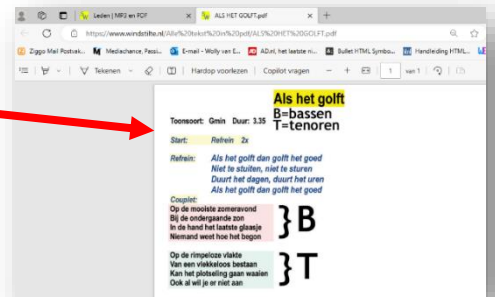 Leden | MP3 en PDF
ALS HET GOLFT.pdf
https://www.windstilte.nl/Alle%20tekst%20in%20pdf/ALS%20HET%20GOLFT.pdf
Ziggo Mail Postvak...
Mediachance, Passi...
E-mail - Wolly van E...
AD.nl, het laatste ni...
Bullet HTML Symbo...
Handleiding HTML...
Tekenen
Hardop voorlezen
Copilot vragen
1 van 1
Als het golft
B=bassen
Toonsoort: Gmin Duur: 3.35 T=tenoren
Start: Refrein 2x
Refrein: Als het golft dan golft het goed
Niet te stuiten, niet te sturen
Duurt het dagen, duurt het uren
Als het golft dan golft het goed
Couplet:
Op de mooiste zomeravond
Bij de ondergaande zon
In de hand het laatste glaasje
Niemand weet hoe het begon
}B
Op de rimpeloze vlakte
Van een vlekkeloos bestaan
Kan het plotseling gaan waaien
Ook al wil je er niet aan
}T